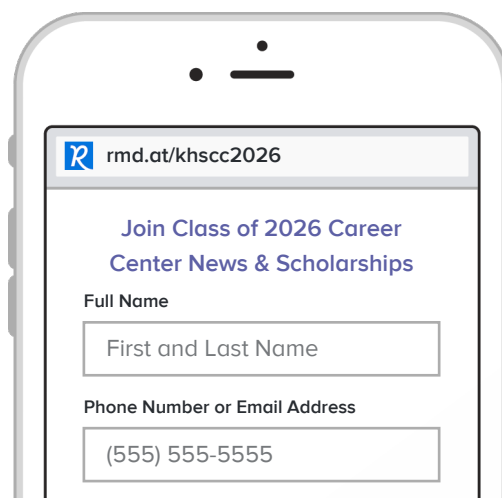 rmd.at/khscc2026
Join Class of 2026 Career
Center News & Scholarships
Full Name
First and Last Name
Phone Number or Email Address
(555) 555-5555